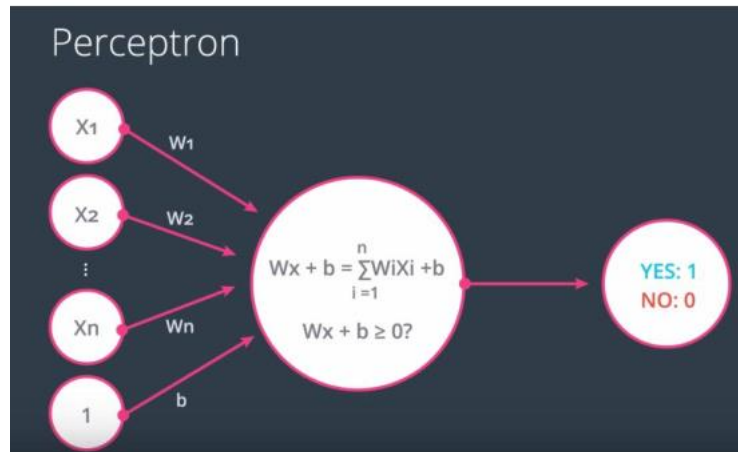 Perceptron
X1
W1
X2
W2
⋮
Xn
Wn
1
b
n
Wx + b = ∑WiXi +b
i =1
Wx + b ≥ 0?
YES: 1
NO: 0